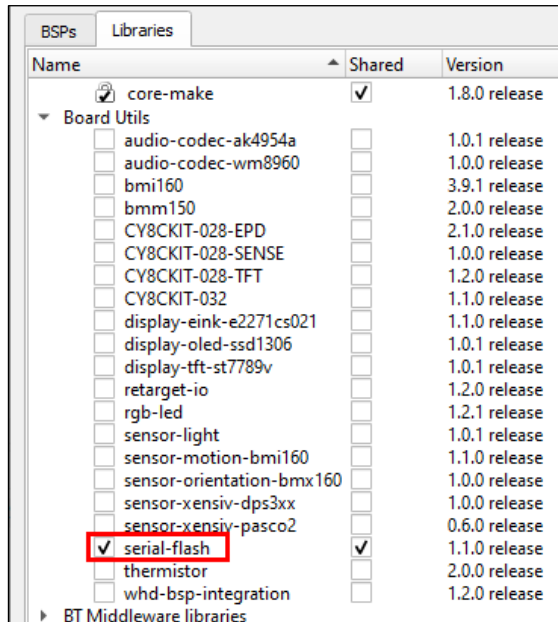 BSPs Libraries
Name Shared Version
core-make 1.8.0 release
Board Utils
audio-codec-ak4954a 1.0.1 release
audio-codec-wm8960 1.0.0 release
bmi160 3.9.1 release
bmm150 2.0.0 release
CY8CKIT-028-EPD 2.1.0 release
CY8CKIT-028-SENSE 1.0.0 release
CY8CKIT-028-TFT 1.2.0 release
CY8CKIT-032 1.1.0 release
display-eink-e2271cs021 1.1.0 release
display-oled-ssd1306 1.0.1 release
display-tft-st7789v 1.0.1 release
retarget-io 1.2.0 release
rgb-led 1.2.1 release
sensor-light 1.0.1 release
sensor-motion-bmi160 1.1.0 release
sensor-orientation-bmx160 1.0.0 release
sensor-xensiv-dps3xx 1.0.0 release
sensor-xensiv-pasco2 0.6.0 release
serial-flash 1.1.0 release
thermistor 2.0.0 release
whd-bsp-integration 1.2.0 release
BT Middleware libraries